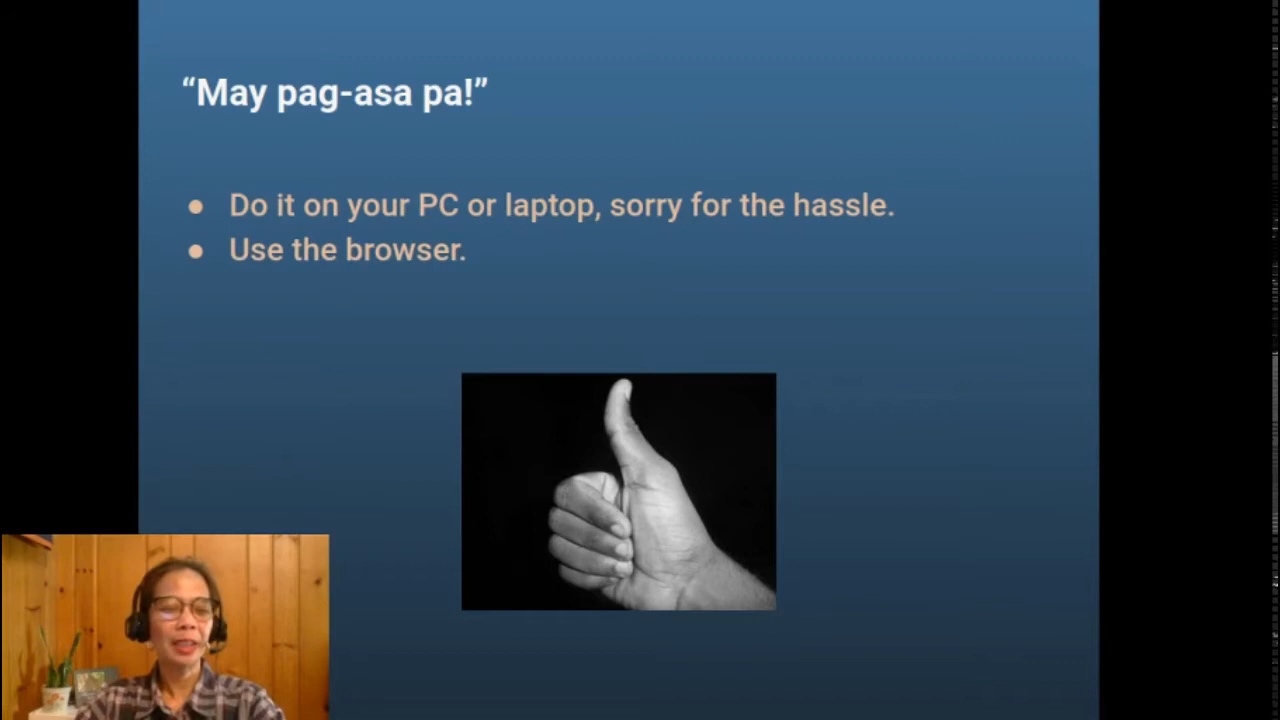 “May pag-asa pa!”
● Do it on your PC or laptop, sorry for the hassle.
● Use the browser.